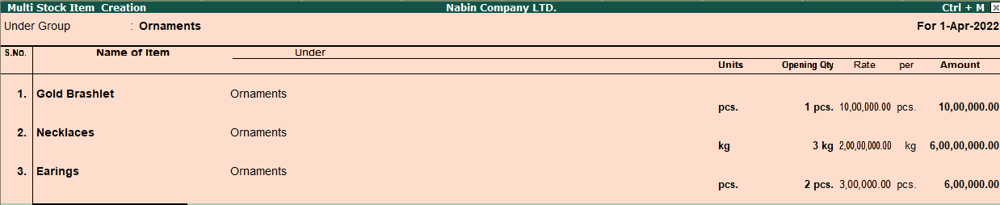 Multi Stock Item Creation Nabin Company LTD. Ctrl + M
Under Group : Ornaments For 1-Apr-2022
S.No. Name of Item Under
Units Opening Qty Rate per Amount
1. Gold Brashlet Ornaments
pcs. 1 pcs. 10,00,000.00 pcs. 10,00,000.00
2. Necklaces Ornaments
kg 3 kg 2,00,00,000.00 kg 6,00,00,000.00
3. Earings Ornaments
pcs. 2 pcs. 3,00,000.00 pcs. 6,00,000.00